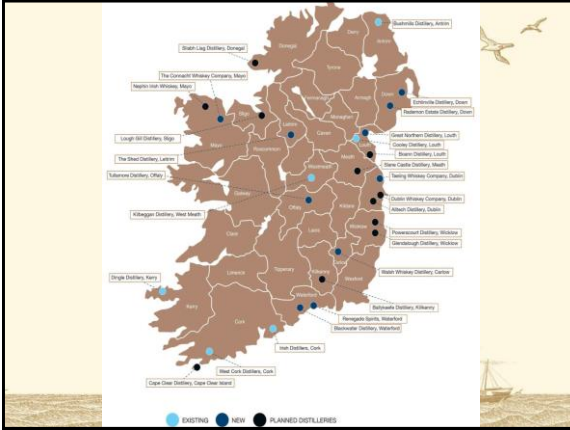 Bushmills Distillery, Antrim
Sliabh Liag Distillery, Donegal
The Connacht Whiskey Company, Mayo
Nephin Irish Whiskey, Mayo
Lough Gill Distillery, Sligo
The Shed Distillery, Leitrim
Tullamore Distillery, Offaly
Kilbeggan Distillery, West Meath
Dingle Distillery, Kerry
Cape Clear Distillery, Cape Clear Island
West Cork Distillers, Cork
Irish Distillers, Cork
Blackwater Distillery, Waterford
Renegade Spirits, Waterford
Ballykeefe Distillery, Kilkenny
Walsh Whiskey Distillery, Carlow
Glendalough Distillery, Wicklow
Powerscourt Distillery, Wicklow
Alltech Distillery, Dublin
Dublin Whiskey Company, Dublin
Teeling Whiskey Company, Dublin
Slane Castle Distillery, Meath
Boann Distillery, Louth
Cooley Distillery, Louth
Great Northern Distillery, Louth
Rademon Estate Distillery, Down
Echlinville Distillery, Down
Donegal
Derry
Antrim
Tyrone
Fermanagh
Armagh
Down
Monaghan
Sligo
Leitrim
Cavan
Louth
Mayo
Roscommon
Meath
Westmeath
Galway
Offaly
Kildare
Wicklow
Laois
Clare
Carlow
Limerick
Tipperary
Kilkenny
Wexford
Waterford
Kerry
Cork
EXISTING
NEW
PLANNED DISTILLERIES